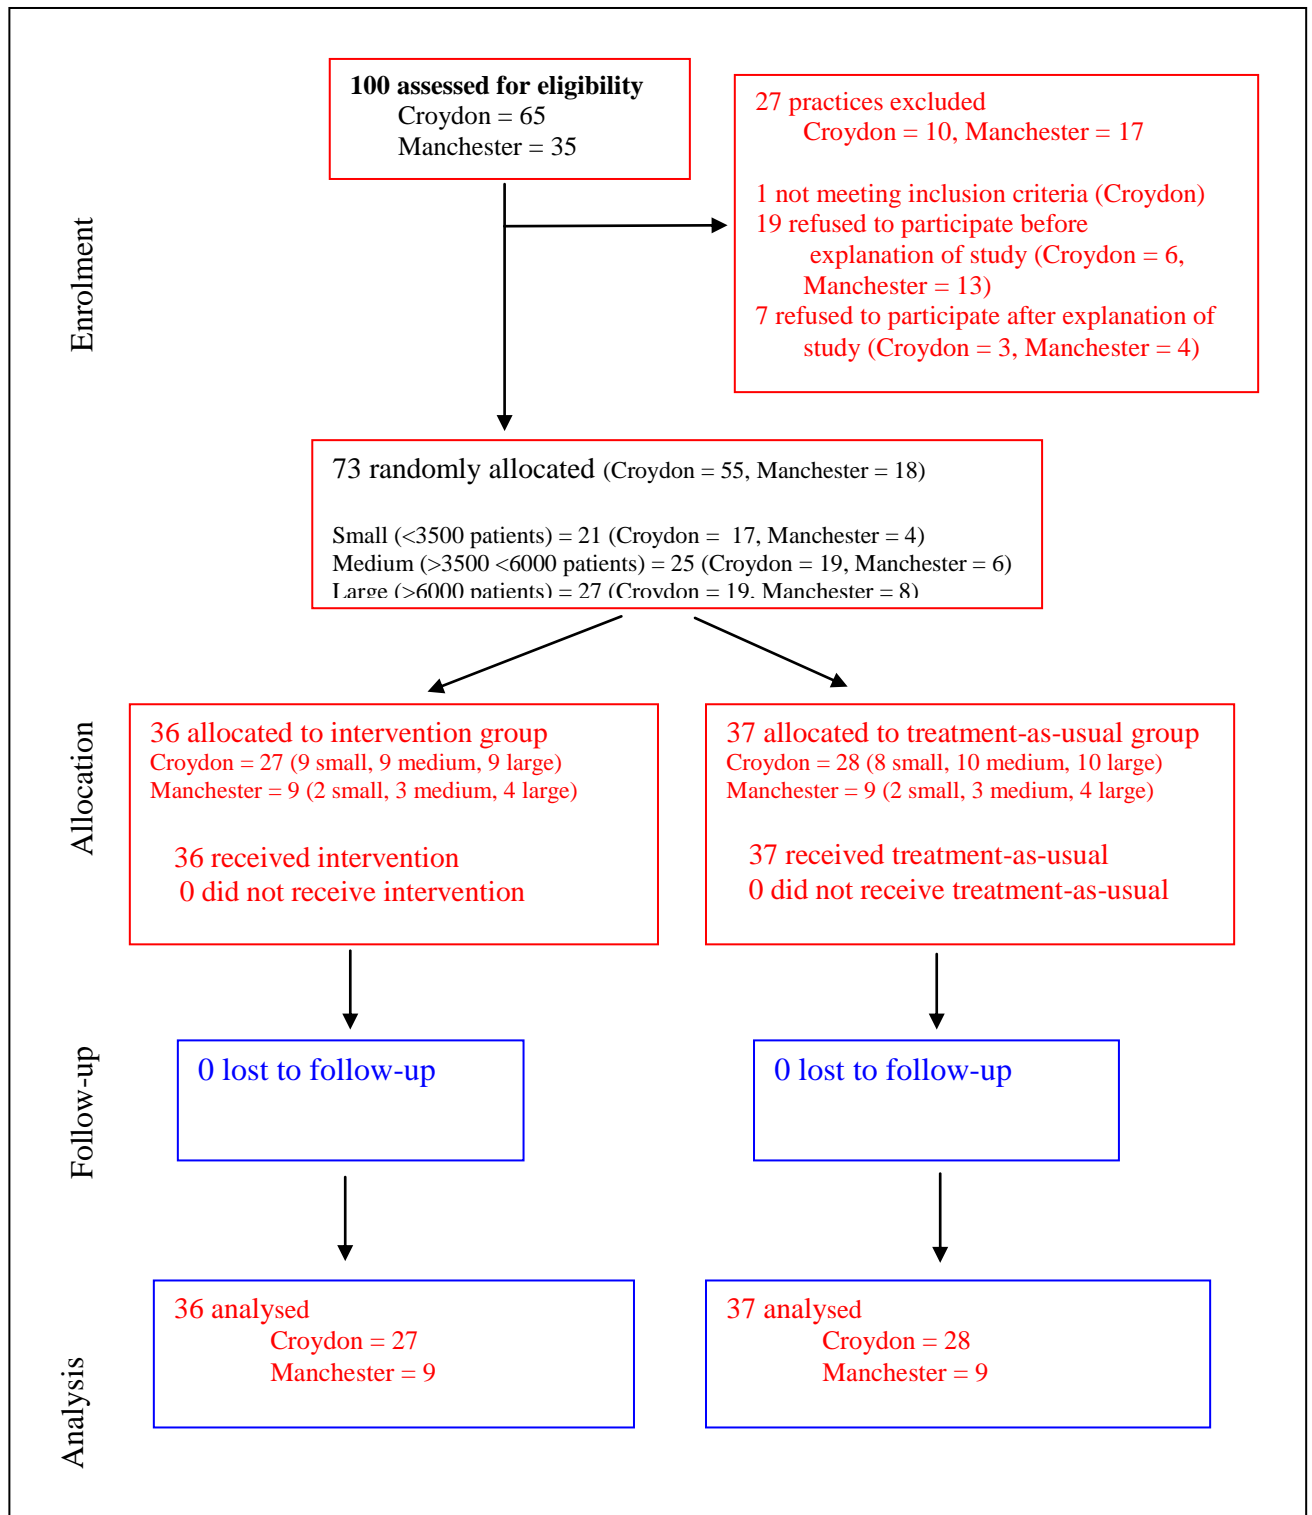 100 assessed for eligibility
Croydon = 65
Manchester = 35
27 practices excluded
Croydon = 10, Manchester = 17
1 not meeting inclusion criteria (Croydon)
19 refused to participate before
explanation of study (Croydon = 6,
Manchester = 13)
7 refused to participate after explanation of
study (Croydon = 3, Manchester = 4)
Enrolment
73 randomly allocated (Croydon = 55, Manchester = 18)
Small (<3500 patients) = 21 (Croydon = 17, Manchester = 4)
Medium (>3500 <6000 patients) = 25 (Croydon = 19, Manchester = 6)
Large (>6000 patients) = 27 (Croydon = 19, Manchester = 8)
Allocation
36 allocated to intervention group
Croydon = 27 (9 small, 9 medium, 9 large)
Manchester = 9 (2 small, 3 medium, 4 large)
36 received intervention
0 did not receive intervention
37 allocated to treatment-as-usual group
Croydon = 28 (8 small, 10 medium, 10 large)
Manchester = 9 (2 small, 3 medium, 4 large)
37 received treatment-as-usual
0 did not receive treatment-as-usual
Follow-up
0 lost to follow-up
0 lost to follow-up
Analysis
36 analysed
Croydon = 27
Manchester = 9
37 analysed
Croydon = 28
Manchester = 9